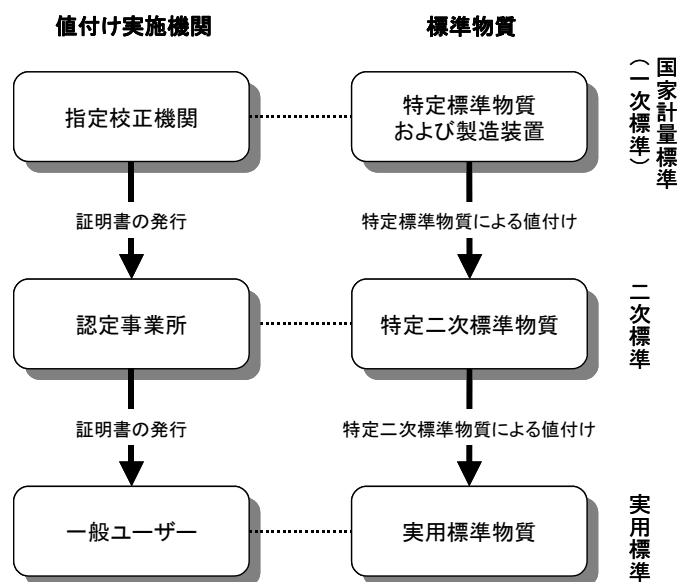 値付け実施機関
標準物質
国家計量標準
(一次標準)
指定校正機関
特定標準物質
および製造装置
証明書の発行
特定標準物質による値付け
二次標準
認定事業所
特定二次標準物質
証明書の発行
特定二次標準物質による値付け
実用標準
一般ユーザー
実用標準物質